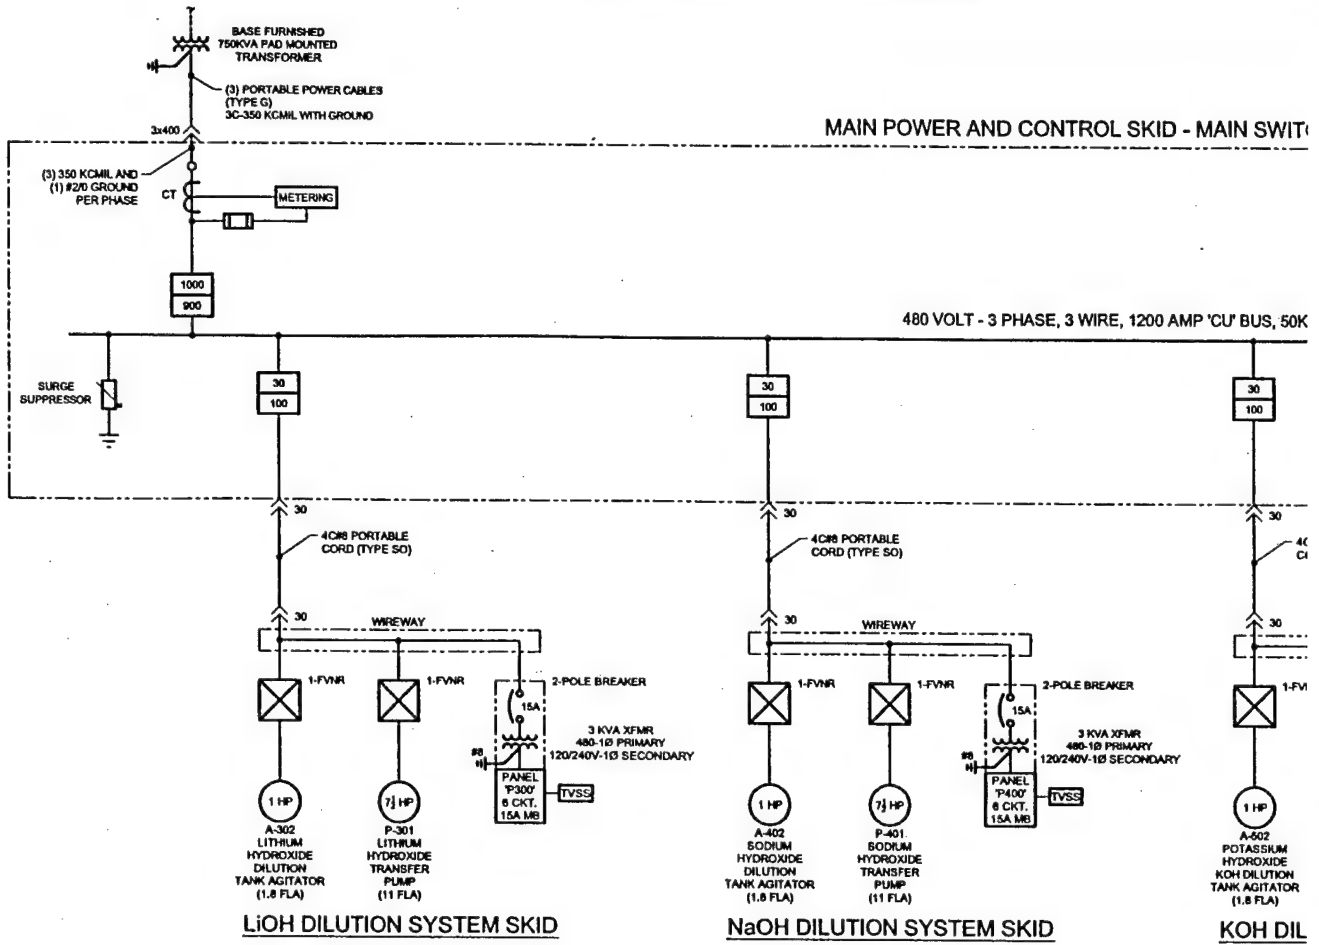 BASE FURNISHED
750KVA PAD MOUNTED
TRANSFORMER
(3) PORTABLE POWER CABLES
(TYPE G)
3C-350 KCMIL WITH GROUND
3x400
MAIN POWER AND CONTROL SKID - MAIN SWIT
(3) 350 KCMIL AND
(1) #2/0 GROUND
PER PHASE
CT
METERING
1000
900
480 VOLT - 3 PHASE, 3 WIRE, 1200 AMP 'CU' BUS, 50K
SURGE
SUPPRESSOR
30
100
30
100
30
100
30
30
30
4C#8 PORTABLE
CORD (TYPE SO)
4C#8 PORTABLE
CORD (TYPE SO)
4C
30
30
30
WIREWAY
WIREWAY
1-FVNR
1-FVNR
2-POLE BREAKER
15A
3 KVA XFMR
480-1Ø PRIMARY
120/240V-1Ø SECONDARY
#8
PANEL
'P300'
6 CKT.
15A MB
TVSS
1-FVNR
1-FVNR
2-POLE BREAKER
15A
3 KVA XFMR
480-1Ø PRIMARY
120/240V-1Ø SECONDARY
#8
PANEL
'P400'
6 CKT.
15A MB
TVSS
1-FV
1 HP
A-302
LITHIUM
HYDROXIDE
DILUTION
TANK AGITATOR
(1.8 FLA)
7½ HP
P-301
LITHIUM
HYDROXIDE
TRANSFER
PUMP
(11 FLA)
1 HP
A-402
SODIUM
HYDROXIDE
DILUTION
TANK AGITATOR
(1.8 FLA)
7½ HP
P-401
SODIUM
HYDROXIDE
TRANSFER
PUMP
(11 FLA)
1 HP
A-502
POTASSIUM
HYDROXIDE
KOH DILUTION
TANK AGITATOR
(1.8 FLA)
LiOH DILUTION SYSTEM SKID
NaOH DILUTION SYSTEM SKID
KOH DIL